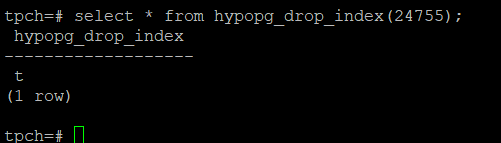 tpch=# select * from hypopg_drop_index(24755);
 hypopg_drop_index
-------------------
 t
(1 row)
tpch=#